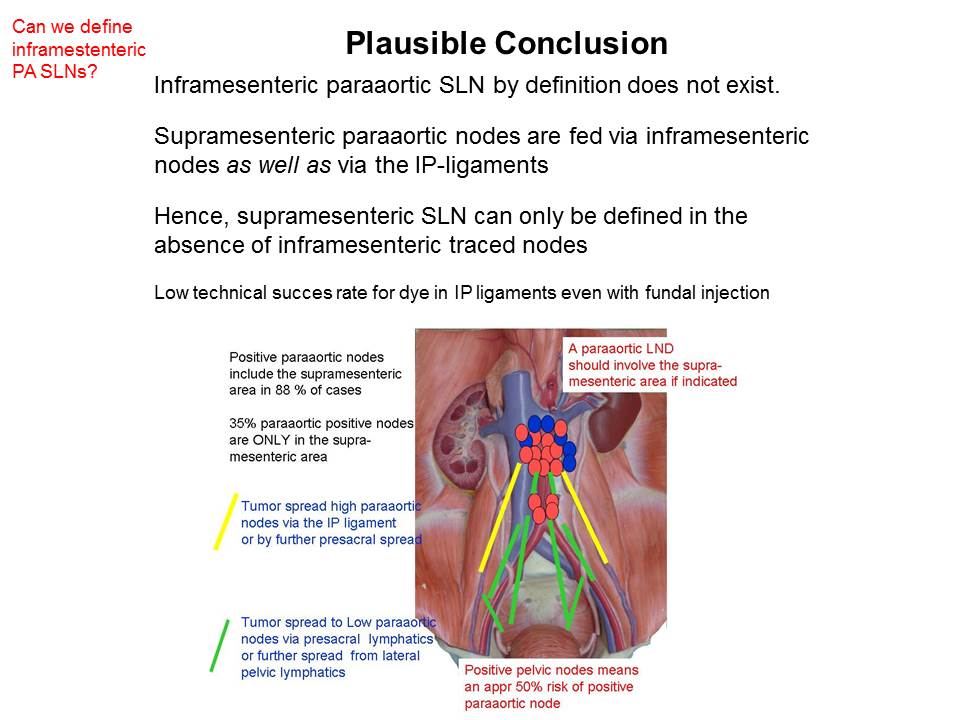 Can we define
inframestenteric
PA SLNs?
Plausible Conclusion
Inframesenteric paraaortic SLN by definition does not exist.
Supramesenteric paraaortic nodes are fed via inframesenteric
nodes as well as via the IP-ligaments
Hence, supramesenteric SLN can only be defined in the
absence of inframesenteric traced nodes
Low technical succes rate for dye in IP ligaments even with fundal injection
Positive paraaortic nodes
include the supramesenteric
area in 88 % of cases
35% paraaortic positive nodes
are ONLY in the supra-
mesenteric area
A paraaortic LND
should involve the supra-
mesenteric area if indicated
Tumor spread high paraaortic
nodes via the IP ligament
or by further presacral spread
Tumor spread to Low paraaortic
nodes via presacral lymphatics
or further spread from lateral
pelvic lymphatics
Positive pelvic nodes means
an appr 50% risk of positive
paraaortic node